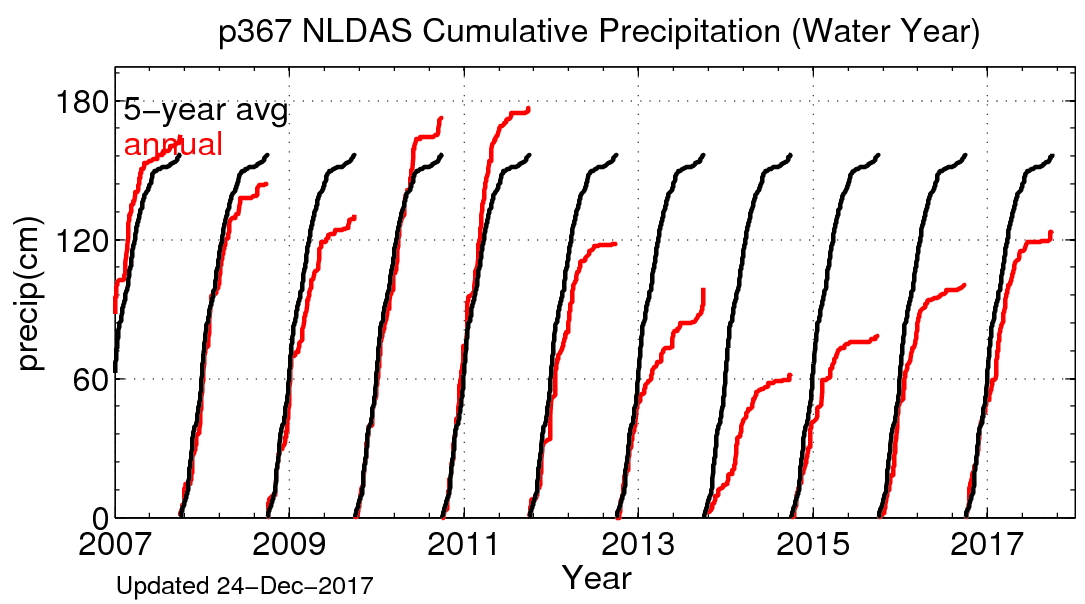 p367 NLDAS Cumulative Precipitation (Water Year)
180
5−year avg
annual
precip(cm)
120
60
0
2007 2009 2011 2013 2015 2017
Year
Updated 24−Dec−2017